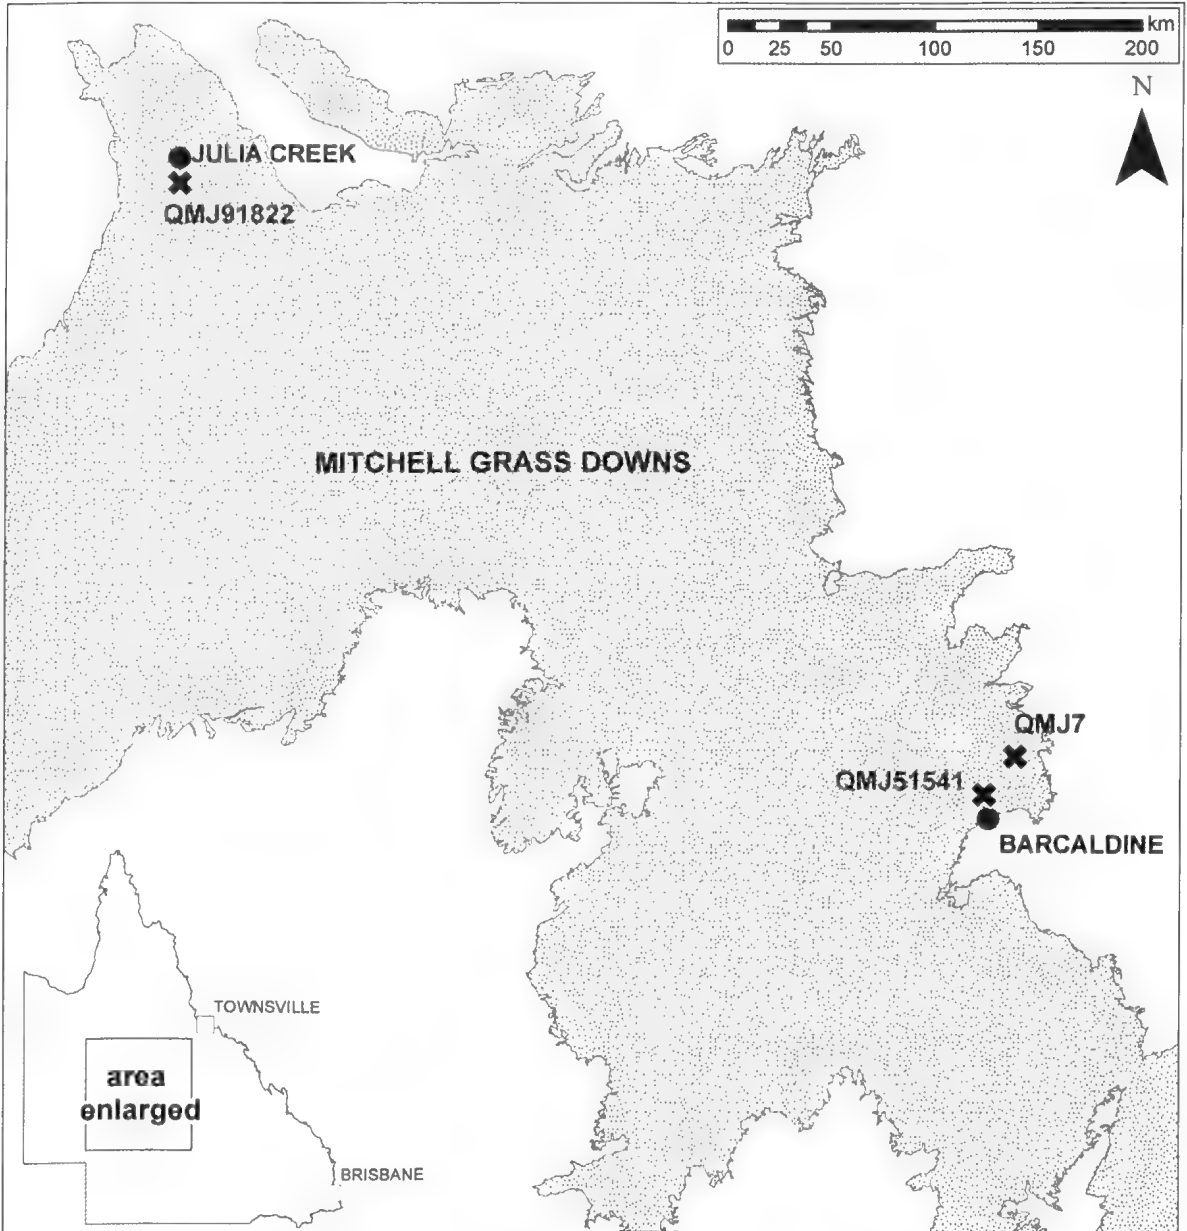 km
0 25 50 100 150 200
N
JULIA CREEK
QMJ91822
MITCHELL GRASS DOWNS
QMJ7
QMJ51541
BARCALDINE
TOWNSVILLE
area
enlarged
BRISBANE